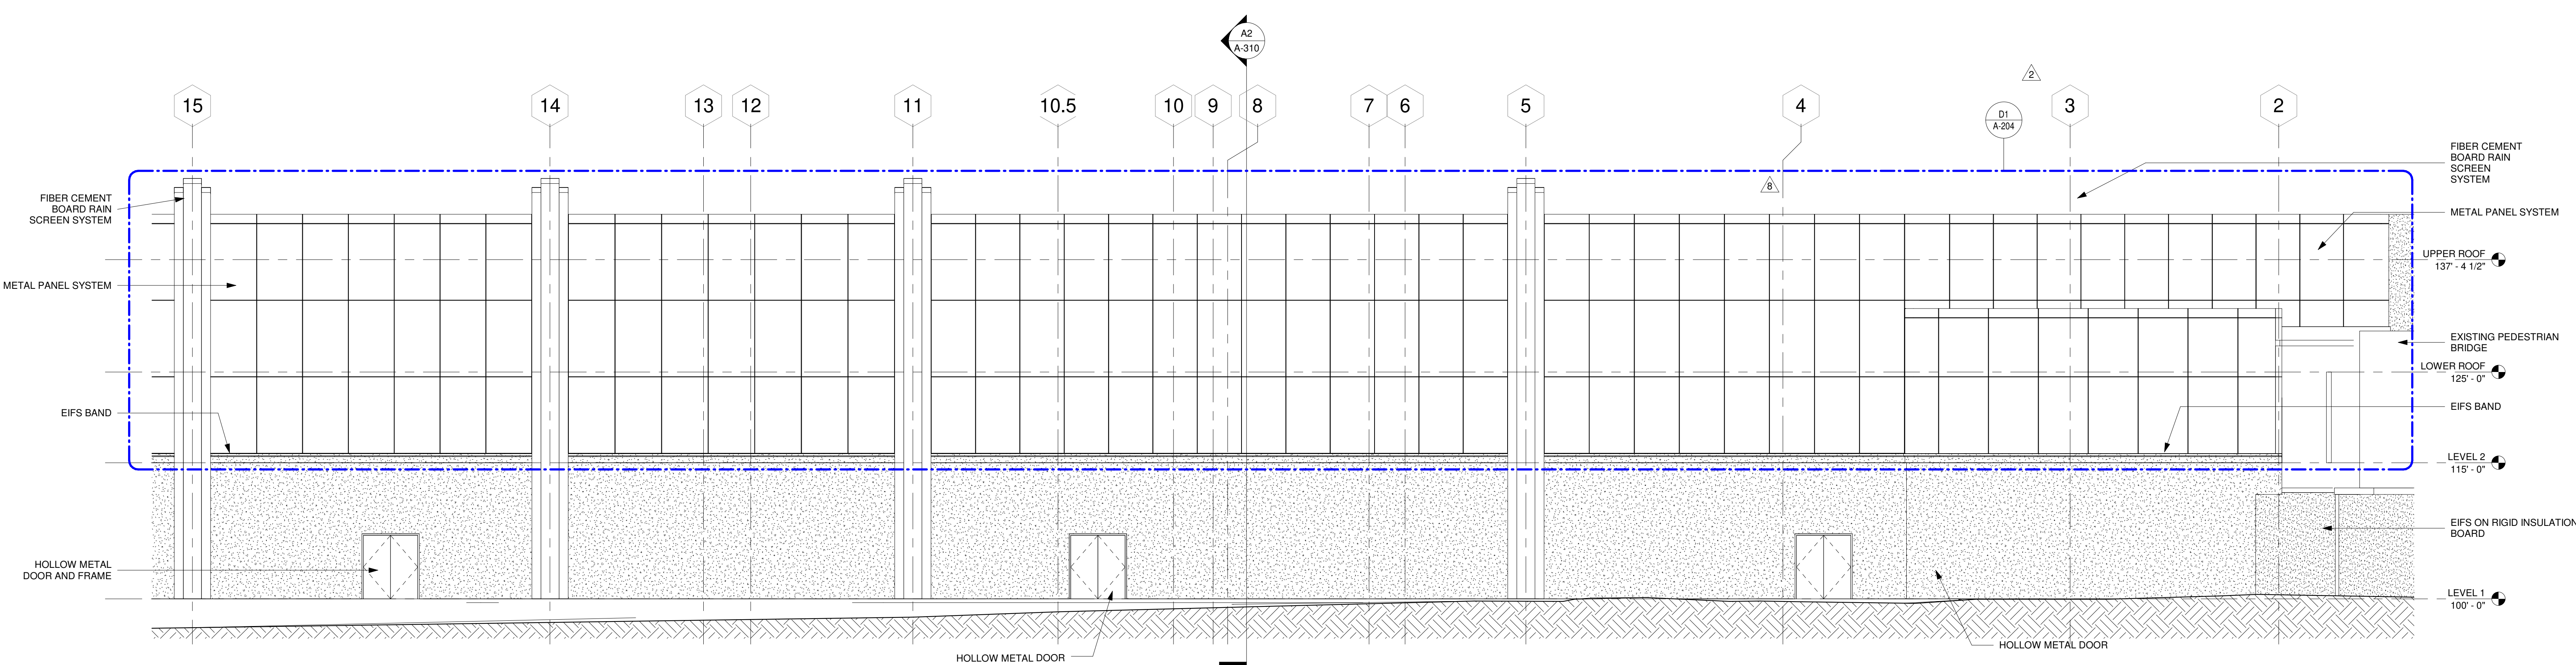 A2
A-310
2
15
14
13
12
11
10.5
10
9
8
7
6
5
4
3
2
D1
A-204
8
FIBER CEMENT
BOARD RAIN
SCREEN SYSTEM
METAL PANEL SYSTEM
EIFS BAND
HOLLOW METAL
DOOR AND FRAME
HOLLOW METAL DOOR
HOLLOW METAL DOOR
FIBER CEMENT
BOARD RAIN
SCREEN
SYSTEM
METAL PANEL SYSTEM
UPPER ROOF
137' - 4 1/2"
EXISTING PEDESTRIAN
BRIDGE
LOWER ROOF
125' - 0"
EIFS BAND
LEVEL 2
115' - 0"
EIFS ON RIGID INSULATION
BOARD
LEVEL 1
100' - 0"